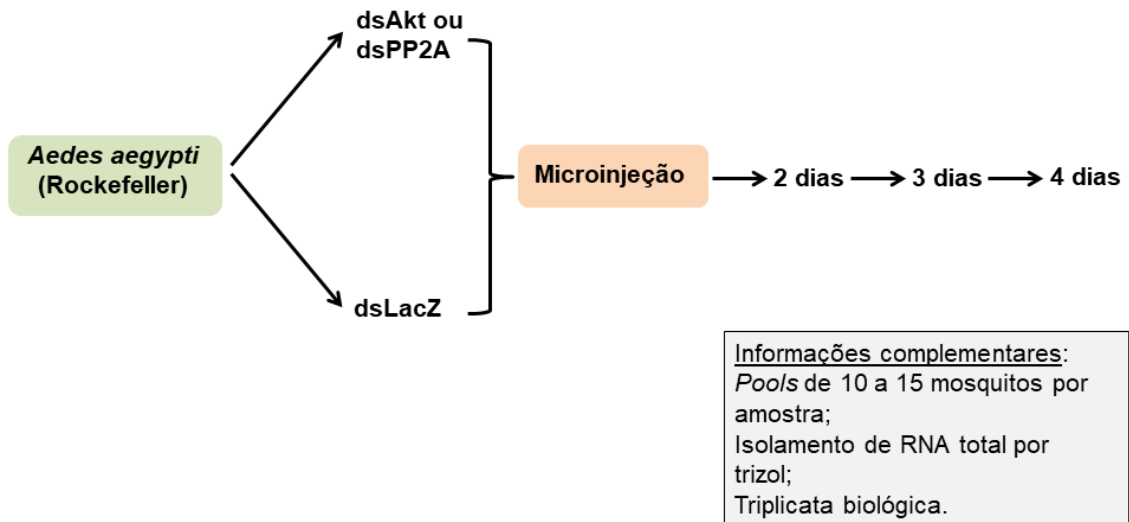 dsAkt ou
dsPP2A
Aedes aegypti
(Rockefeller)
Microinjeção
2 dias
3 dias
4 dias
dsLacZ
Informações complementares:
Pools de 10 a 15 mosquitos por
amostra;
Isolamento de RNA total por
trizol;
Triplicata biológica.